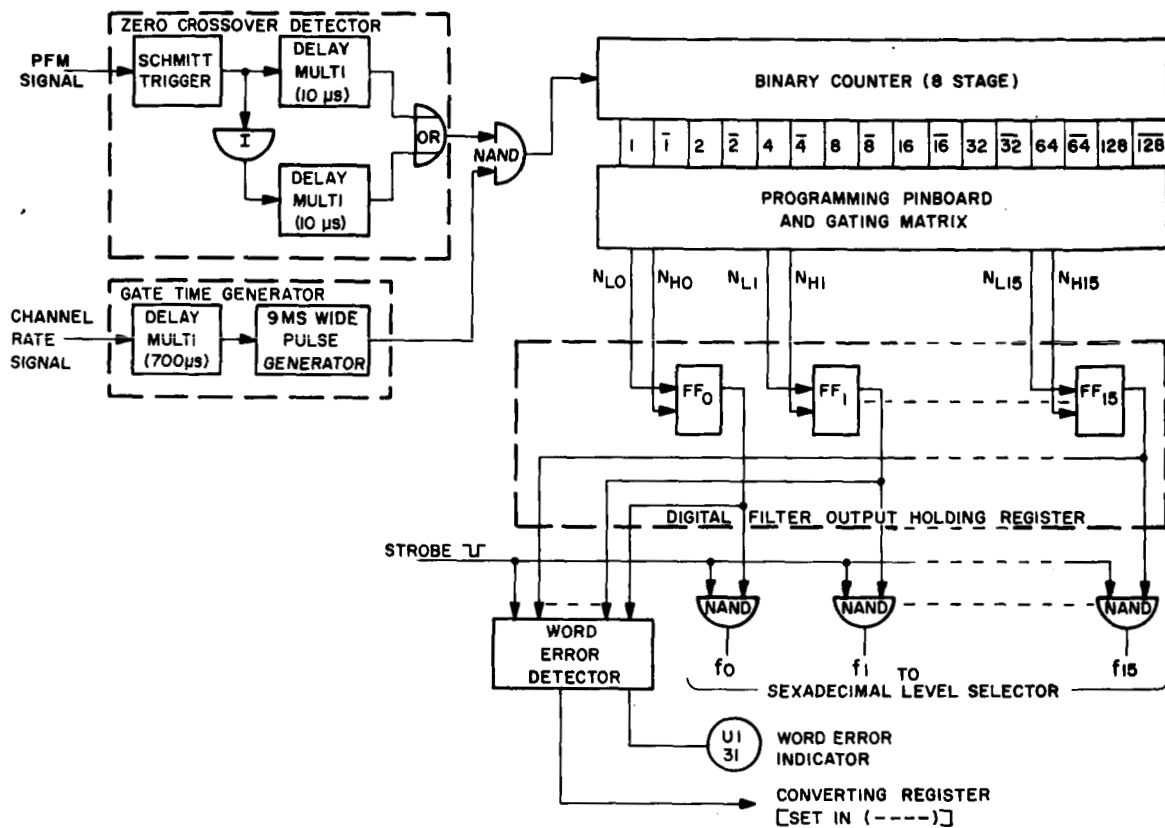 ZERO CROSSOVER DETECTOR
PFM
SIGNAL
SCHMITT
TRIGGER
DELAY
MULTI
(10 µs)
I
DELAY
MULTI
(10 µs)
OR
NAND
BINARY COUNTER (8 STAGE)
1 1̅ 2 2̅ 4 4̅ 8 8̅ 16 1̅6̅ 32 3̅2̅ 64 6̅4̅ 128 1̅2̅8̅
PROGRAMMING PINBOARD
AND GATING MATRIX
GATE TIME GENERATOR
CHANNEL
RATE
SIGNAL
DELAY
MULTI
(700µs)
9 MS WIDE
PULSE
GENERATOR
NL0 NH0 NL1 NH1 NL15 NH15
FF0 FF1 FF15
DIGITAL FILTER OUTPUT HOLDING REGISTER
STROBE
NAND NAND NAND
WORD
ERROR
DETECTOR
f0 f1 f15
TO
SEXADECIMAL LEVEL SELECTOR
U1
31
WORD ERROR
INDICATOR
CONVERTING REGISTER
[SET IN (----)]